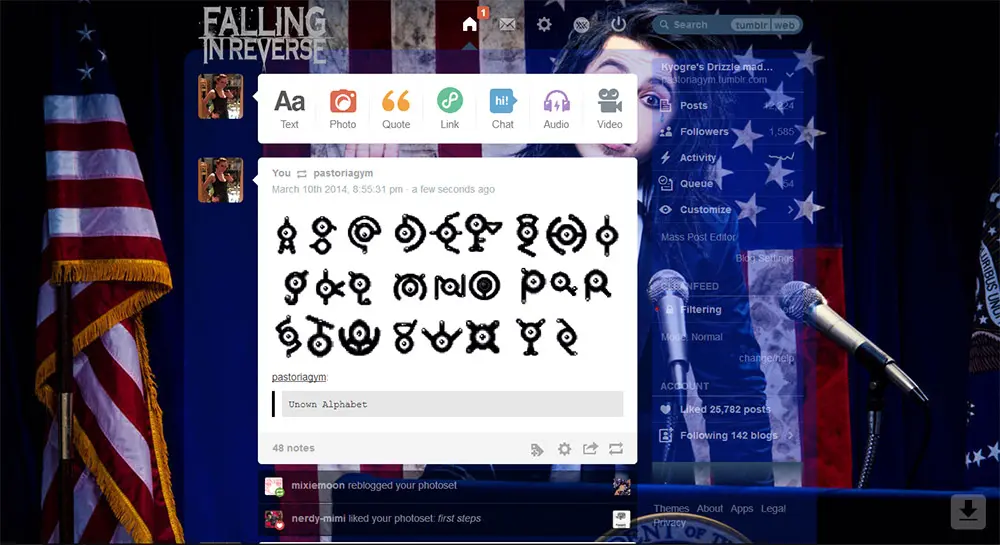 FALLING
IN REVERSE
1
Search
tumblr
web
Aa
hi!
Text
Photo
Quote
Link
Chat
Audio
Video
Kyogre's Drizzle mad...
pastoriagym.tumblr.com
Posts
Followers 1,585
Activity
Queue
Customize
Mass Post Editor
Blog Settings
CLEANFEED
Filtering
Mode: Normal
change/help
ACCOUNT
Liked 25,782 posts
Following 142 blogs
Themes About Apps Legal
Privacy
You pastoriagym
March 10th 2014, 8:55:31 pm · a few seconds ago
pastoriagym:
Unown Alphabet
48 notes
mixiemoon reblogged your photoset
nerdy-mimi liked your photoset: first steps